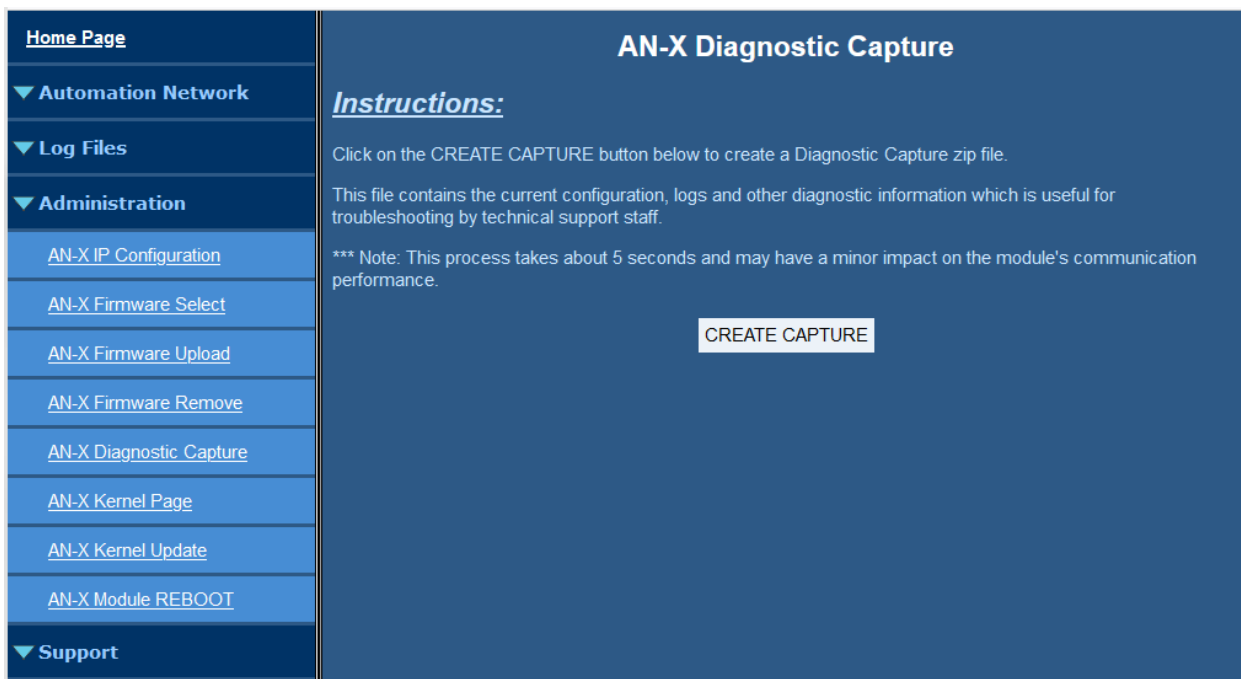 Home Page
Automation Network
Log Files
Administration
AN-X IP Configuration
AN-X Firmware Select
AN-X Firmware Upload
AN-X Firmware Remove
AN-X Diagnostic Capture
AN-X Kernel Page
AN-X Kernel Update
AN-X Module REBOOT
Support
AN-X Diagnostic Capture
Instructions:
Click on the CREATE CAPTURE button below to create a Diagnostic Capture zip file.
This file contains the current configuration, logs and other diagnostic information which is useful for
troubleshooting by technical support staff.
*** Note: This process takes about 5 seconds and may have a minor impact on the module's communication
performance.
CREATE CAPTURE